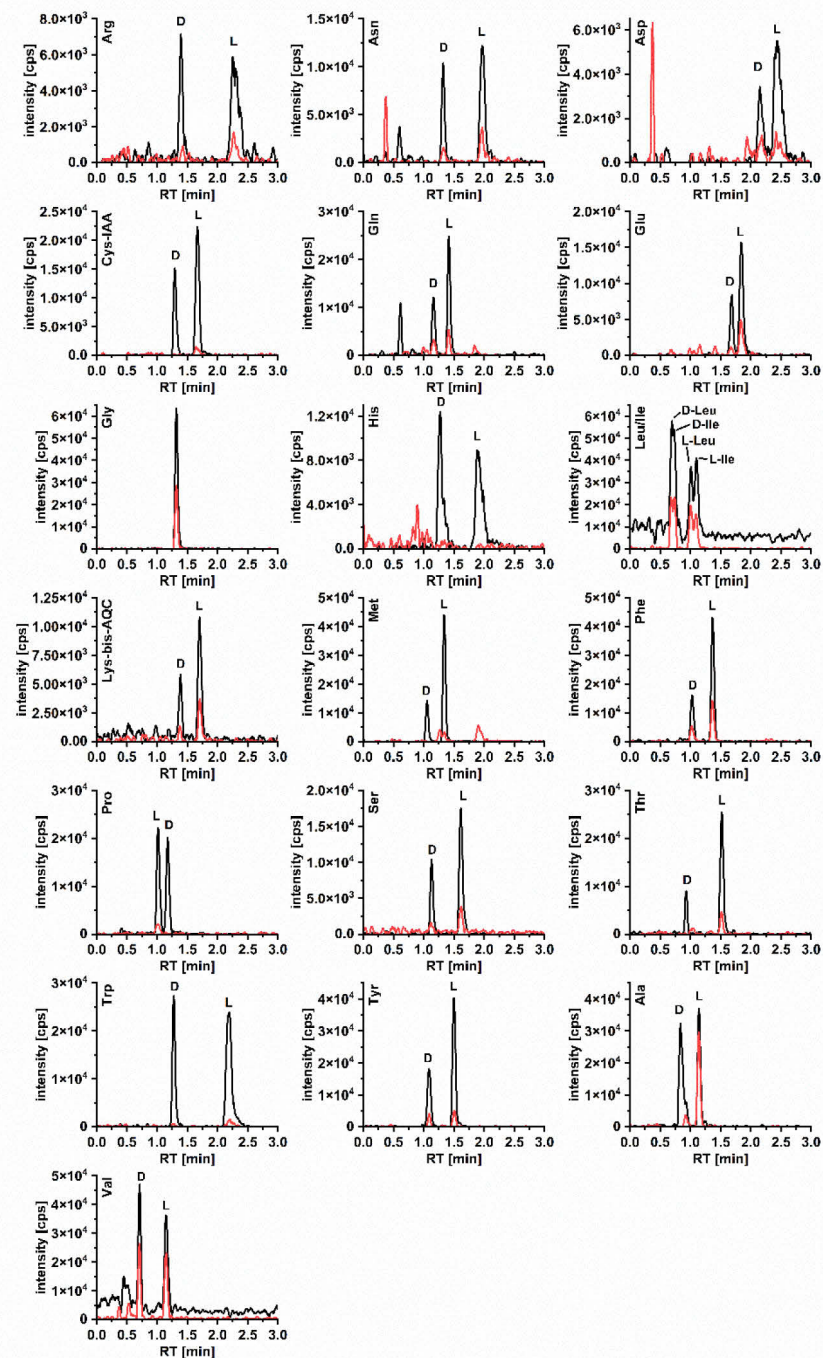 intensity [cps]
8.0×10³
6.0×10³
4.0×10³
2.0×10³
0.0
Arg
D
L
0.0 0.5 1.0 1.5 2.0 2.5 3.0
RT [min]
intensity [cps]
1.5×10⁴
1.0×10⁴
5.0×10³
0.0
Asn
D
L
0.0 0.5 1.0 1.5 2.0 2.5 3.0
RT [min]
intensity [cps]
6.0×10³
4.0×10³
2.0×10³
0.0
Asp
D
L
0.0 0.5 1.0 1.5 2.0 2.5 3.0
RT [min]
intensity [cps]
2.5×10⁴
2.0×10⁴
1.5×10⁴
1.0×10⁴
5.0×10³
0.0
Cys-IAA
D
L
0.0 0.5 1.0 1.5 2.0 2.5 3.0
RT [min]
intensity [cps]
3×10⁴
2×10⁴
1×10⁴
0
Gln
D
L
0.0 0.5 1.0 1.5 2.0 2.5 3.0
RT [min]
intensity [cps]
2.0×10⁴
1.5×10⁴
1.0×10⁴
5.0×10³
0.0
Glu
D
L
0.0 0.5 1.0 1.5 2.0 2.5 3.0
RT [min]
intensity [cps]
6×10⁴
5×10⁴
4×10⁴
3×10⁴
2×10⁴
1×10⁴
0
Gly
0.0 0.5 1.0 1.5 2.0 2.5 3.0
RT [min]
intensity [cps]
1.2×10⁴
8.0×10³
4.0×10³
0.0
His
D
L
0.0 0.5 1.0 1.5 2.0 2.5 3.0
RT [min]
intensity [cps]
6×10⁴
5×10⁴
4×10⁴
3×10⁴
2×10⁴
1×10⁴
0
Leu/Ile
D-Leu
D-Ile
L-Leu
L-Ile
0.0 0.5 1.0 1.5 2.0 2.5 3.0
RT [min]
intensity [cps]
1.25×10⁴
1.00×10⁴
7.50×10³
5.00×10³
2.50×10³
0.00
Lys-bis-AQC
D
L
0.0 0.5 1.0 1.5 2.0 2.5 3.0
RT [min]
intensity [cps]
5×10⁴
4×10⁴
3×10⁴
2×10⁴
1×10⁴
0
Met
D
L
0.0 0.5 1.0 1.5 2.0 2.5 3.0
RT [min]
intensity [cps]
5×10⁴
4×10⁴
3×10⁴
2×10⁴
1×10⁴
0
Phe
D
L
0.0 0.5 1.0 1.5 2.0 2.5 3.0
RT [min]
intensity [cps]
3×10⁴
2×10⁴
1×10⁴
0
Pro
L
D
0.0 0.5 1.0 1.5 2.0 2.5 3.0
RT [min]
intensity [cps]
2.0×10⁴
1.5×10⁴
1.0×10⁴
5.0×10³
0.0
Ser
D
L
0.0 0.5 1.0 1.5 2.0 2.5 3.0
RT [min]
intensity [cps]
3×10⁴
2×10⁴
1×10⁴
0
Thr
D
L
0.0 0.5 1.0 1.5 2.0 2.5 3.0
RT [min]
intensity [cps]
3×10⁴
2×10⁴
1×10⁴
0
Trp
D
L
0.0 0.5 1.0 1.5 2.0 2.5 3.0
RT [min]
intensity [cps]
4×10⁴
3×10⁴
2×10⁴
1×10⁴
0
Tyr
D
L
0.0 0.5 1.0 1.5 2.0 2.5 3.0
RT [min]
intensity [cps]
4×10⁴
3×10⁴
2×10⁴
1×10⁴
0
Ala
D
L
0.0 0.5 1.0 1.5 2.0 2.5 3.0
RT [min]
intensity [cps]
5×10⁴
4×10⁴
3×10⁴
2×10⁴
1×10⁴
0
Val
D
L
0.0 0.5 1.0 1.5 2.0 2.5 3.0
RT [min]